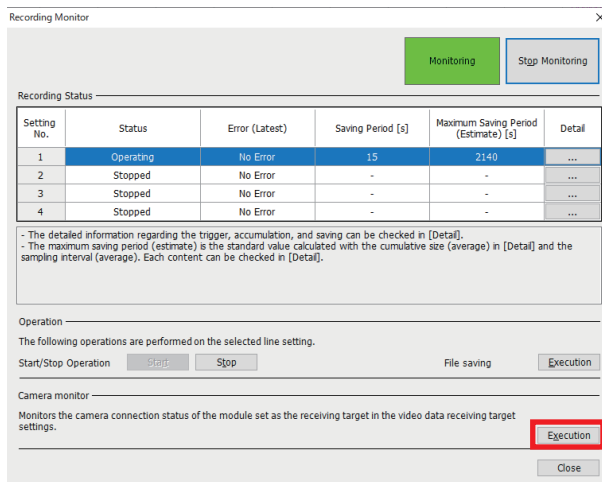 Recording Monitor
Monitoring Stop Monitoring
Recording Status
Setting No. Status Error (Latest) Saving Period [s] Maximum Saving Period (Estimate) [s] Detail
1 Operating No Error 15 2140 ...
2 Stopped No Error - - ...
3 Stopped No Error - - ...
4 Stopped No Error - - ...
- The detailed information regarding the trigger, accumulation, and saving can be checked in [Detail].
- The maximum saving period (estimate) is the standard value calculated with the cumulative size (average) in [Detail] and the
sampling interval (average). Each content can be checked in [Detail].
Operation
The following operations are performed on the selected line setting.
Start/Stop Operation Start Stop File saving Execution
Camera monitor
Monitors the camera connection status of the module set as the receiving target in the video data receiving target
settings.
Execution
Close